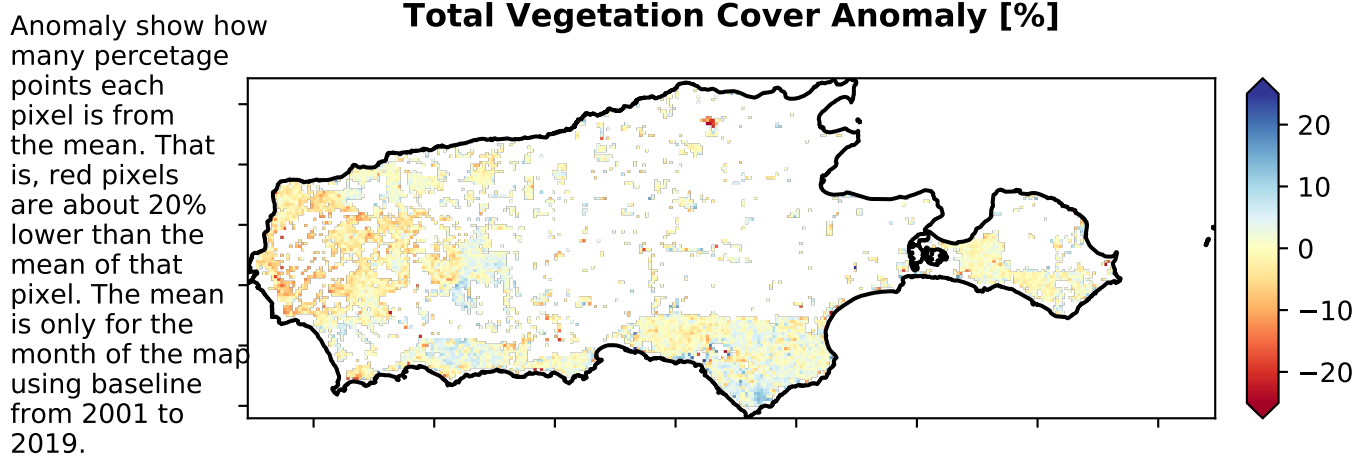 Total Vegetation Cover Anomaly [%]
Anomaly show how
many percetage
points each
pixel is from
the mean. That
is, red pixels
are about 20%
lower than the
mean of that
pixel. The mean
is only for the
month of the map
using baseline
from 2001 to
2019.
20
10
0
−10
−20